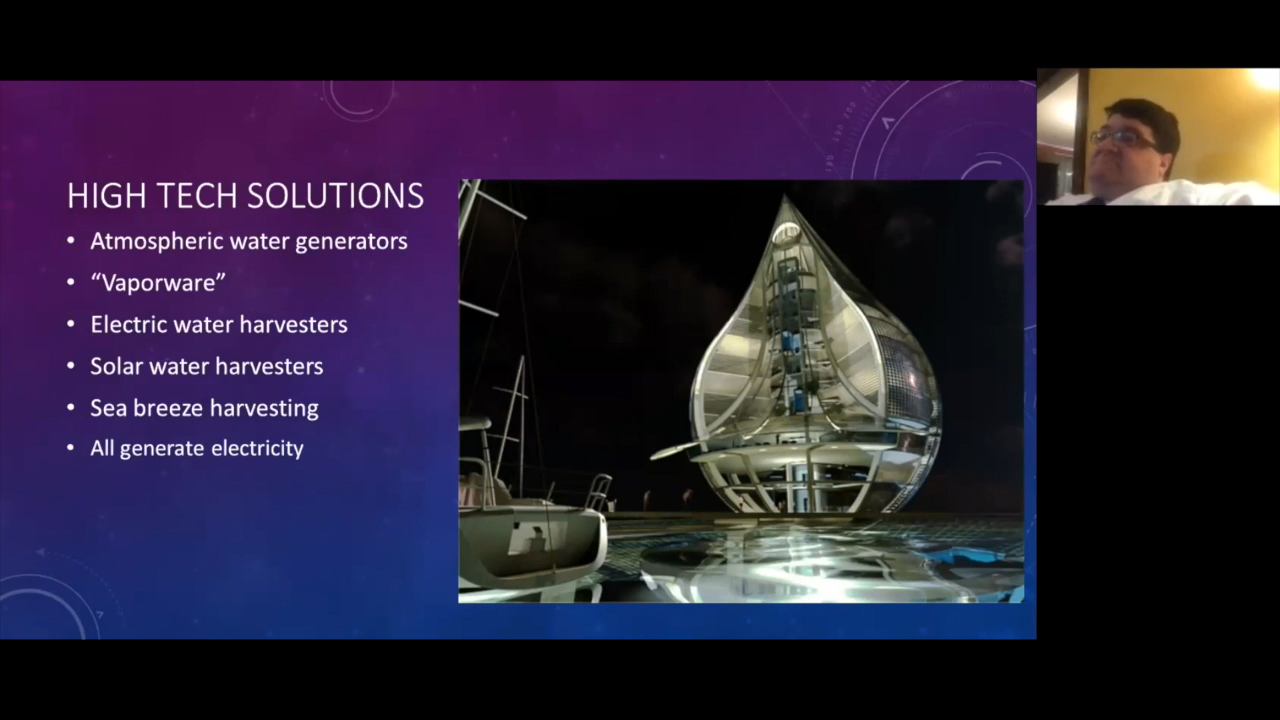 HIGH TECH SOLUTIONS
• Atmospheric water generators
• “Vaporware”
• Electric water harvesters
• Solar water harvesters
• Sea breeze harvesting
• All generate electricity